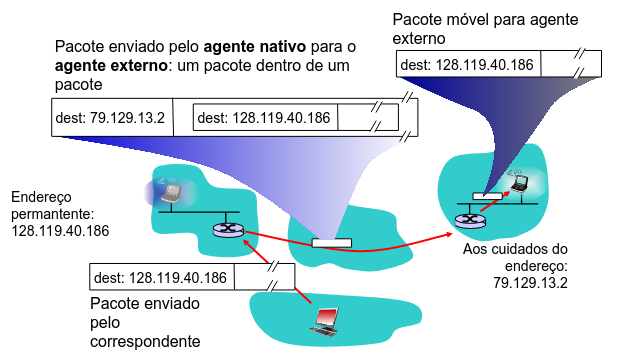 Pacote móvel para agente
externo
dest: 128.119.40.186
Pacote enviado pelo agente nativo para o
agente externo: um pacote dentro de um
pacote
dest: 79.129.13.2
dest: 128.119.40.186
Endereço
permantente:
128.119.40.186
Aos cuidados do
endereço:
79.129.13.2
dest: 128.119.40.186
Pacote enviado
pelo
correspondente